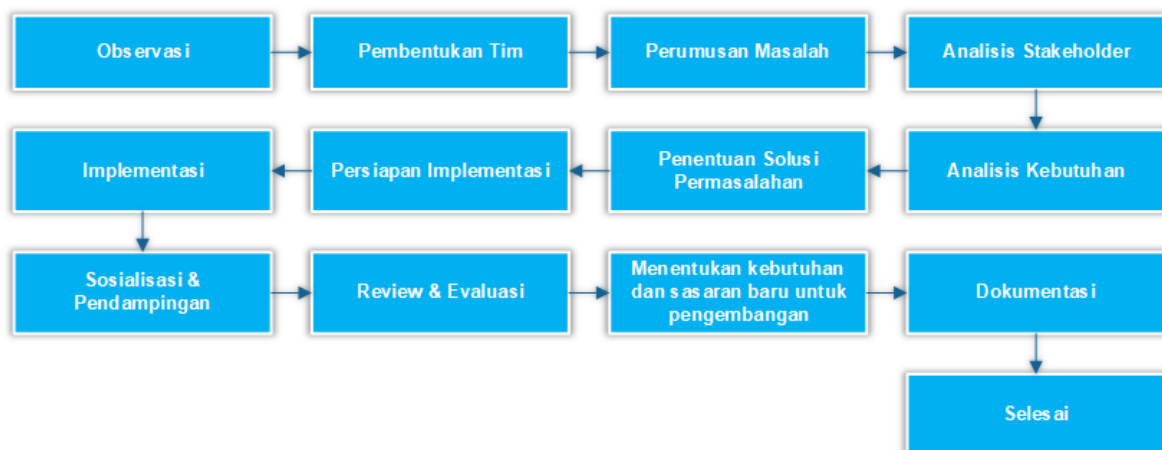 Observasi
Pembentukan Tim
Perumusan Masalah
Analisis Stakeholder
Analisis Kebutuhan
Penentuan Solusi
Permasalahan
Persiapan Implementasi
Implementasi
Sosialisasi &
Pendampingan
Review & Evaluasi
Menentukan kebutuhan
dan sasaran baru untuk
pengembangan
Dokumentasi
Selesai